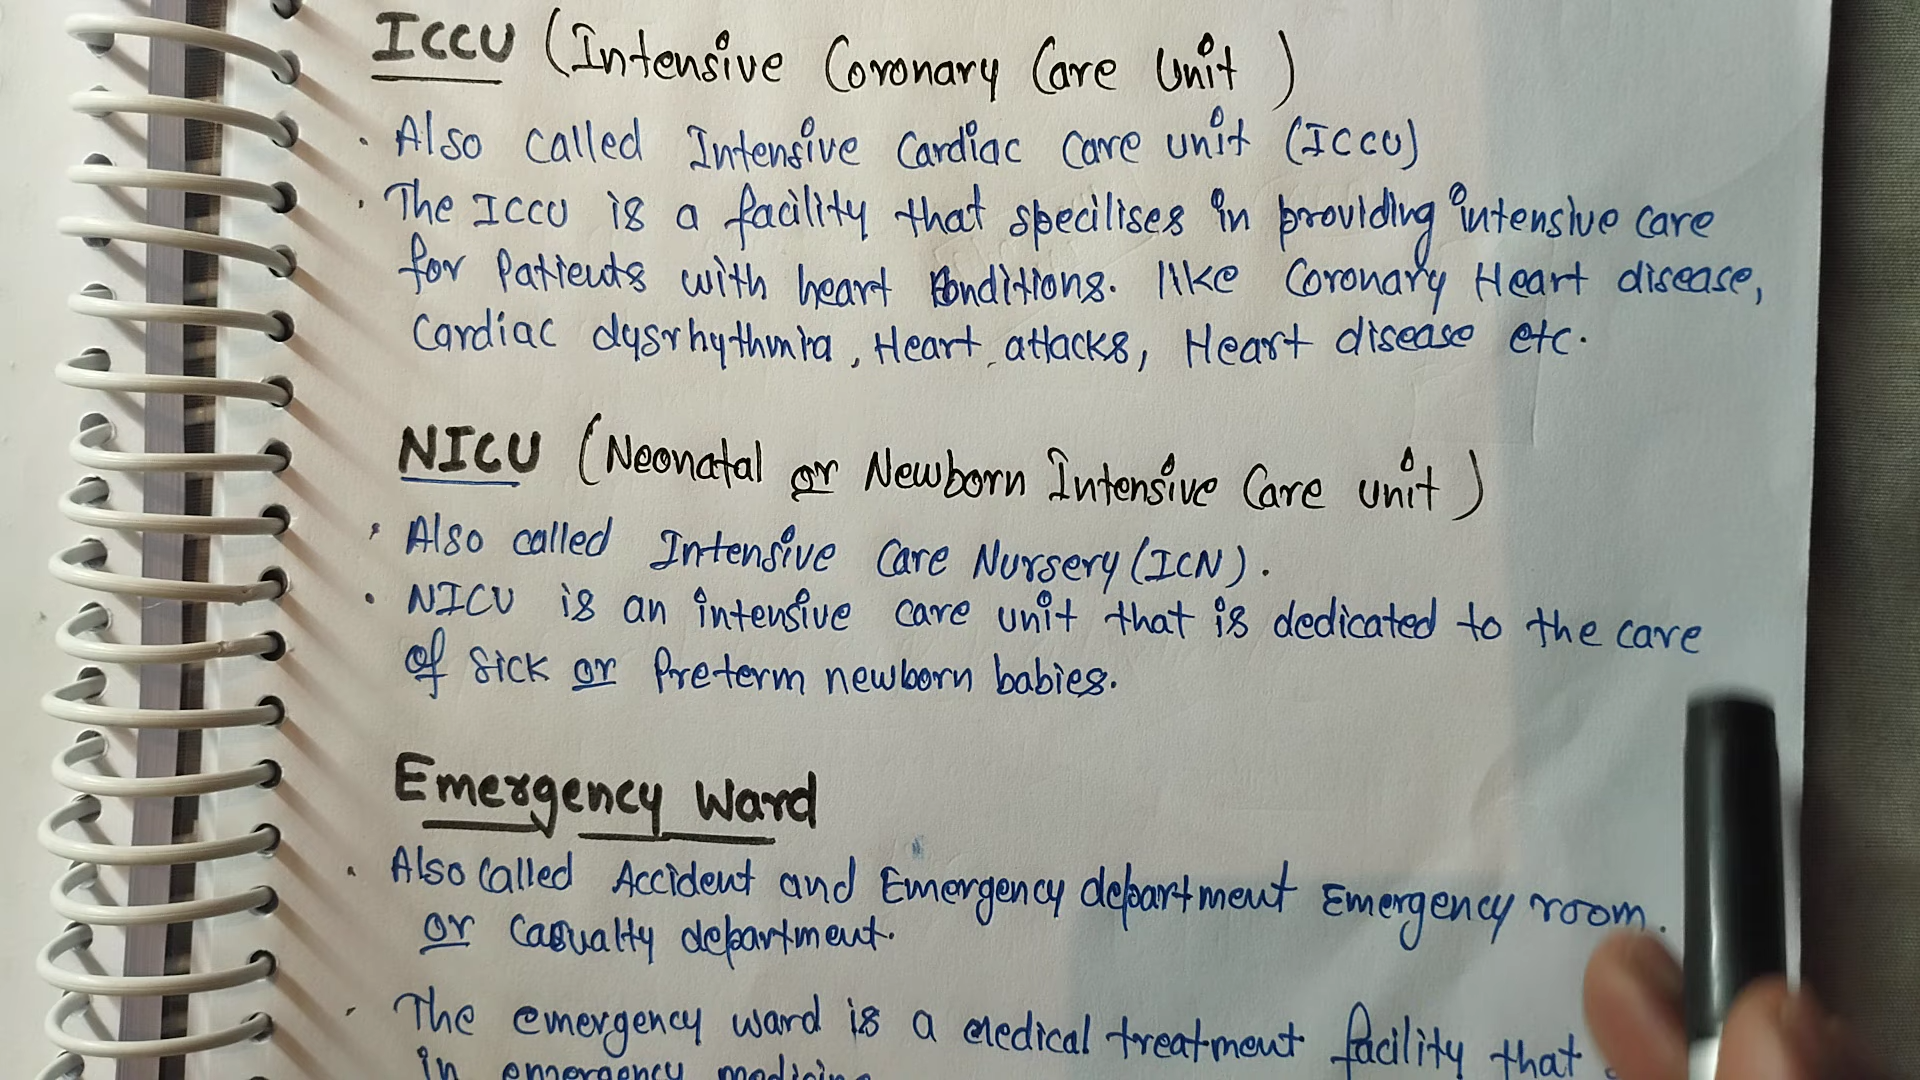 ICCU (Intensive Coronary Care Unit)
• Also called Intensive Cardiac care unit (ICCU)
• The ICCU is a facility that specilises in providing intensive care
for Patients with heart conditions. like Coronary Heart disease,
Cardiac dysrhythmia, Heart attacks, Heart disease etc.
NICU (Neonatal or Newborn Intensive Care unit)
• Also called Intensive Care Nursery (ICN).
• NICU is an intensive care unit that is dedicated to the care
of sick or Preterm newborn babies.
Emergency Ward
• Also Called Accident and Emergency department Emergency room.
or Casualty department.
• The emergency ward is a medical treatment facility that
in emergency medicine